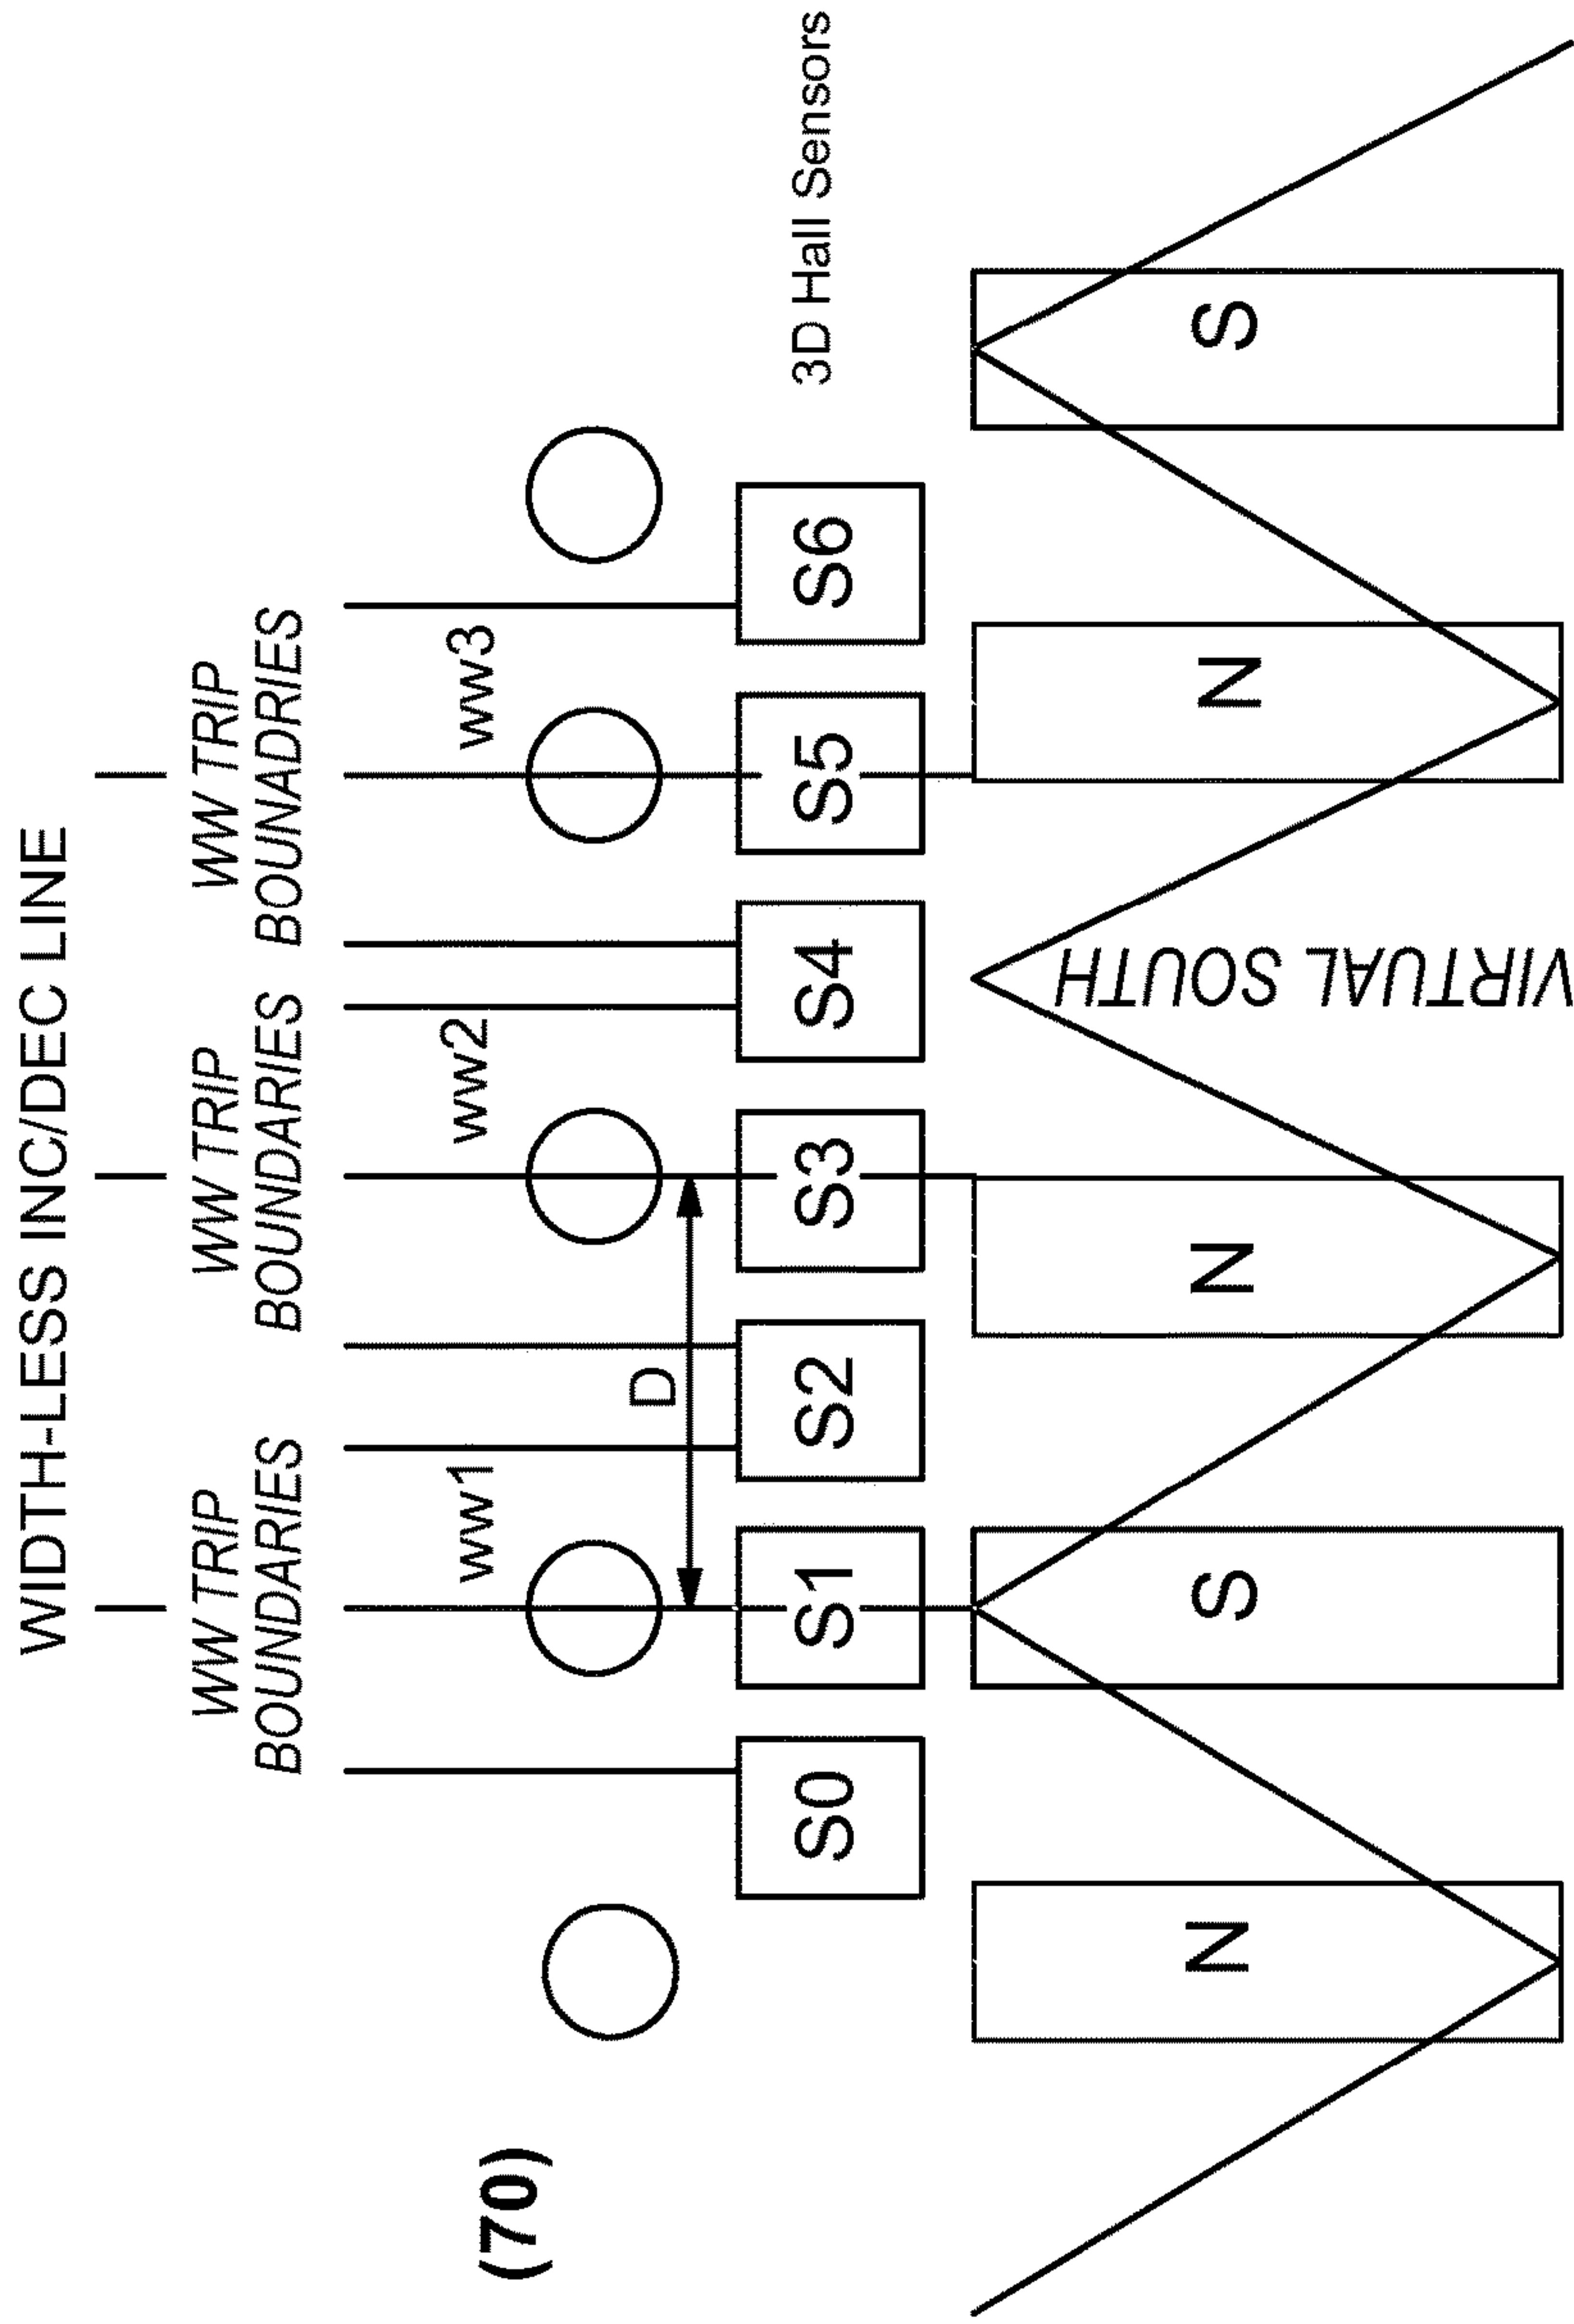 WIDTH-LESS INC/DEC LINE
WW TRIP
BOUNDARIES
WW TRIP
BOUNDARIES
WW TRIP
BOUNADRIES
(70)
ww1
ww2
ww3
D
S0
S1
S2
S3
S4
S5
S6
3D Hall Sensors
N
S
N
VIRTUAL SOUTH
N
S